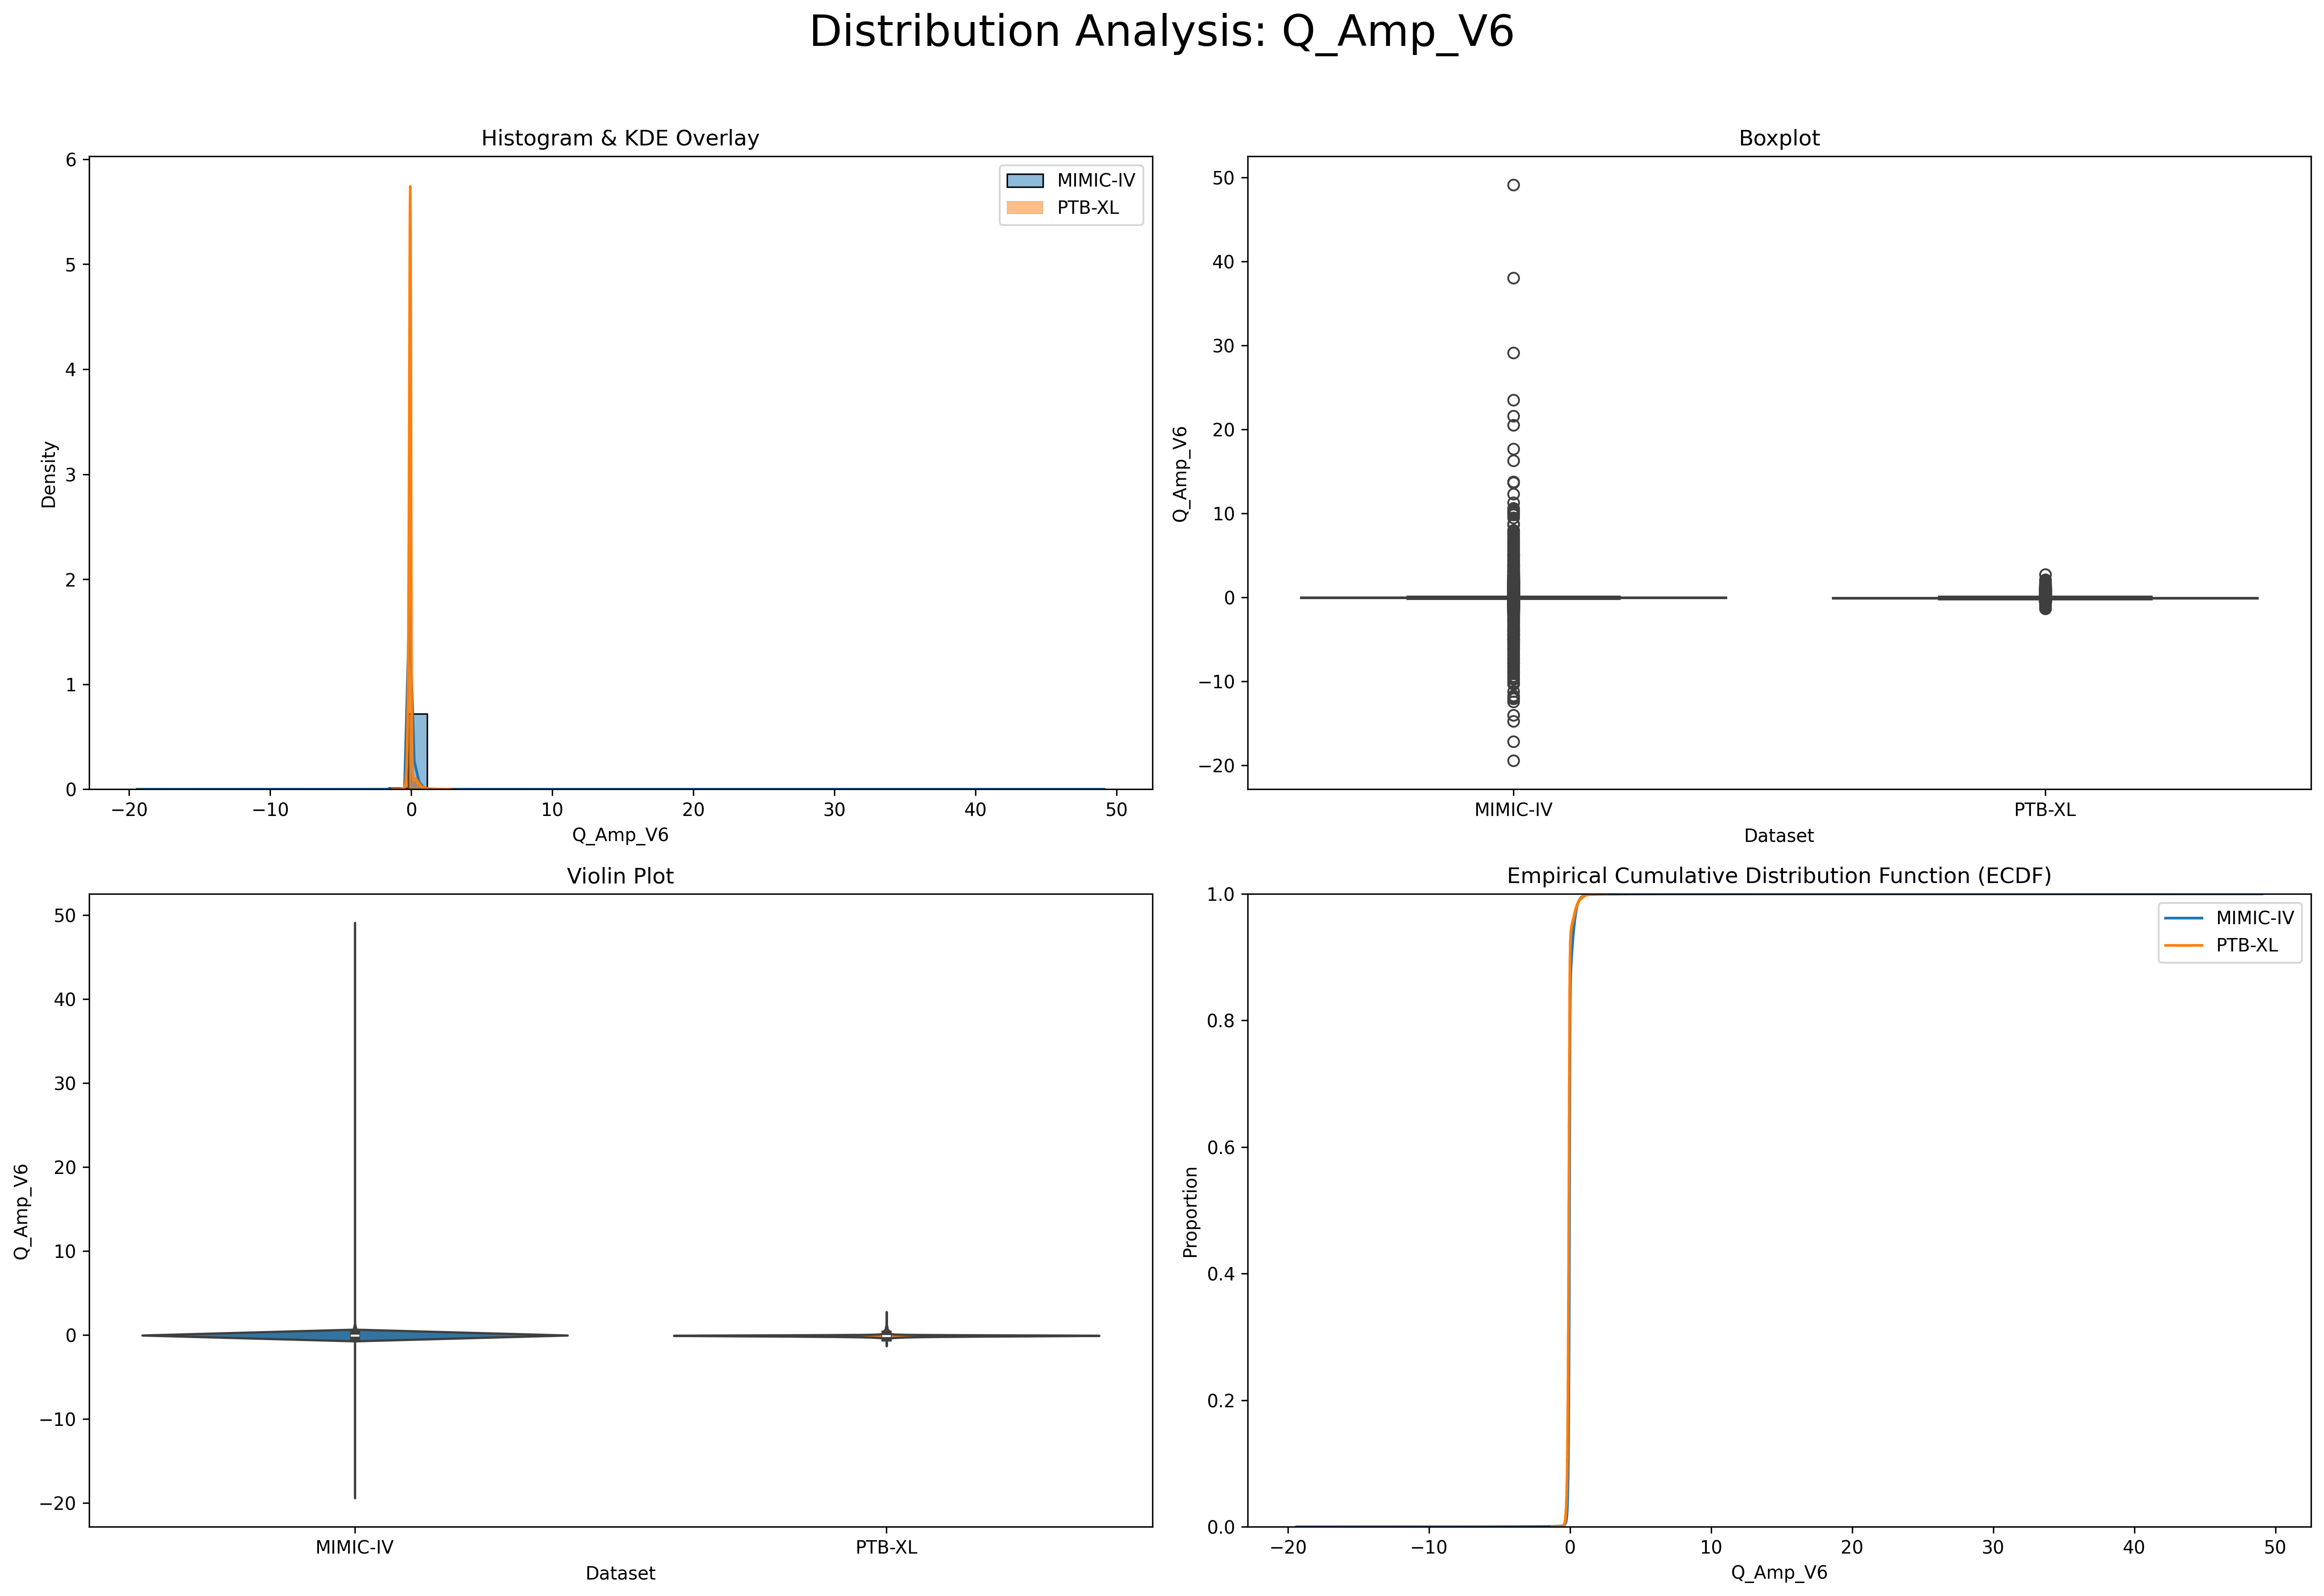 Distribution Analysis: Q_Amp_V6
Histogram & KDE Overlay
6
5
4
3
2
1
0
Density
MIMIC-IV
PTB-XL
−20
−10
0
10
20
30
40
50
Q_Amp_V6
Boxplot
50
40
30
20
10
0
−10
−20
Q_Amp_V6
MIMIC-IV
PTB-XL
Dataset
Violin Plot
50
40
30
20
10
0
−10
−20
Q_Amp_V6
MIMIC-IV
PTB-XL
Dataset
Empirical Cumulative Distribution Function (ECDF)
1.0
0.8
0.6
0.4
0.2
0.0
Proportion
MIMIC-IV
PTB-XL
−20
−10
0
10
20
30
40
50
Q_Amp_V6